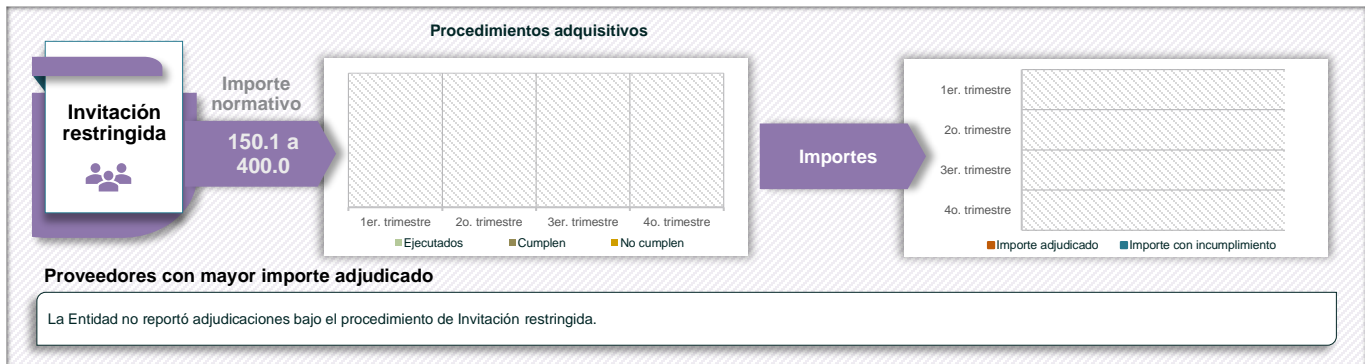 Procedimientos adquisitivos
Invitación
restringida
Importe
normativo
150.1 a
400.0
1er. trimestre
2o. trimestre
3er. trimestre
4o. trimestre
Ejecutados
Cumplen
No cumplen
Importes
1er. trimestre
2o. trimestre
3er. trimestre
4o. trimestre
Importe adjudicado
Importe con incumplimiento
Proveedores con mayor importe adjudicado
La Entidad no reportó adjudicaciones bajo el procedimiento de Invitación restringida.